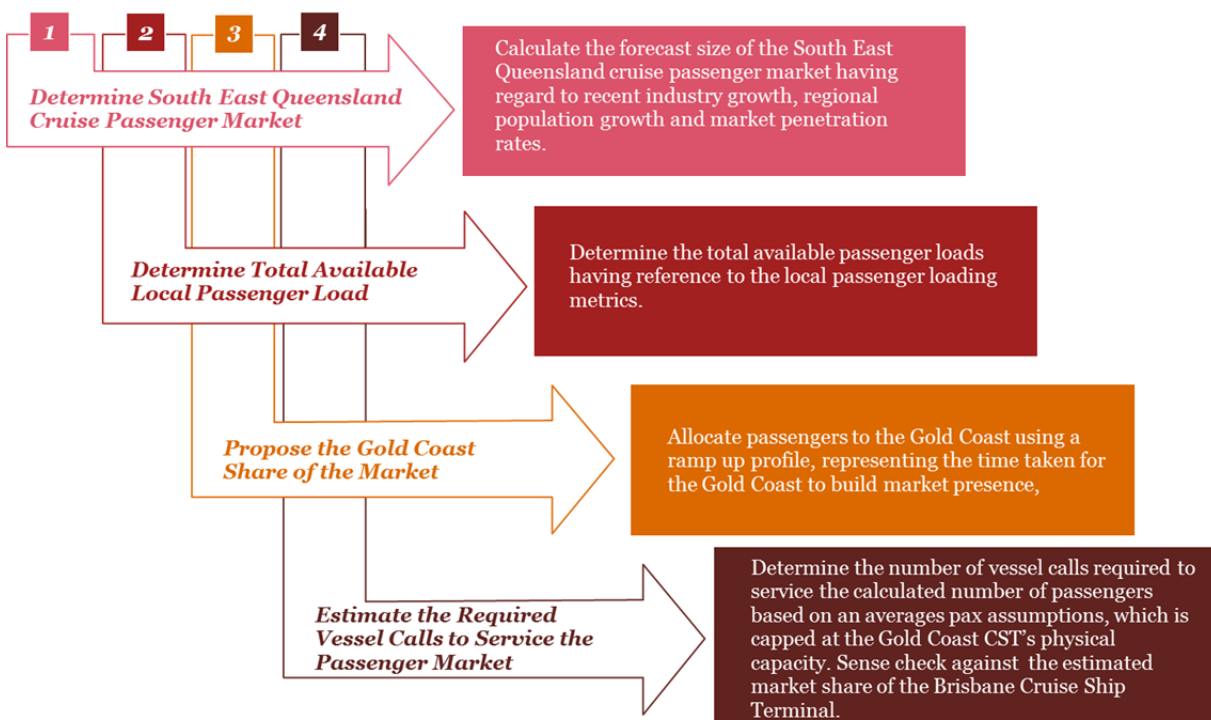 1
2
3
4
Determine South East Queensland
Cruise Passenger Market
Calculate the forecast size of the South East
Queensland cruise passenger market having
regard to recent industry growth, regional
population growth and market penetration
rates.
Determine Total Available
Local Passenger Load
Determine the total available passenger loads
having reference to the local passenger loading
metrics.
Propose the Gold Coast
Share of the Market
Allocate passengers to the Gold Coast using a
ramp up profile, representing the time taken for
the Gold Coast to build market presence,
Estimate the Required
Vessel Calls to Service the
Passenger Market
Determine the number of vessel calls required to
service the calculated number of passengers
based on an averages pax assumptions, which is
capped at the Gold Coast CST’s physical
capacity. Sense check against the estimated
market share of the Brisbane Cruise Ship
Terminal.